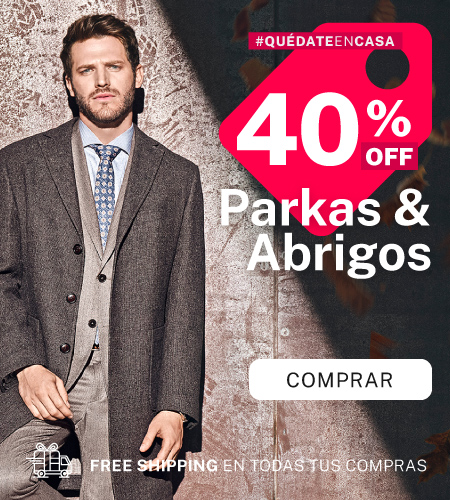 #QUÉDATEENCASA
40%
OFF
Parkas &
Abrigos
COMPRAR
FREE SHIPPING EN TODAS TUS COMPRAS